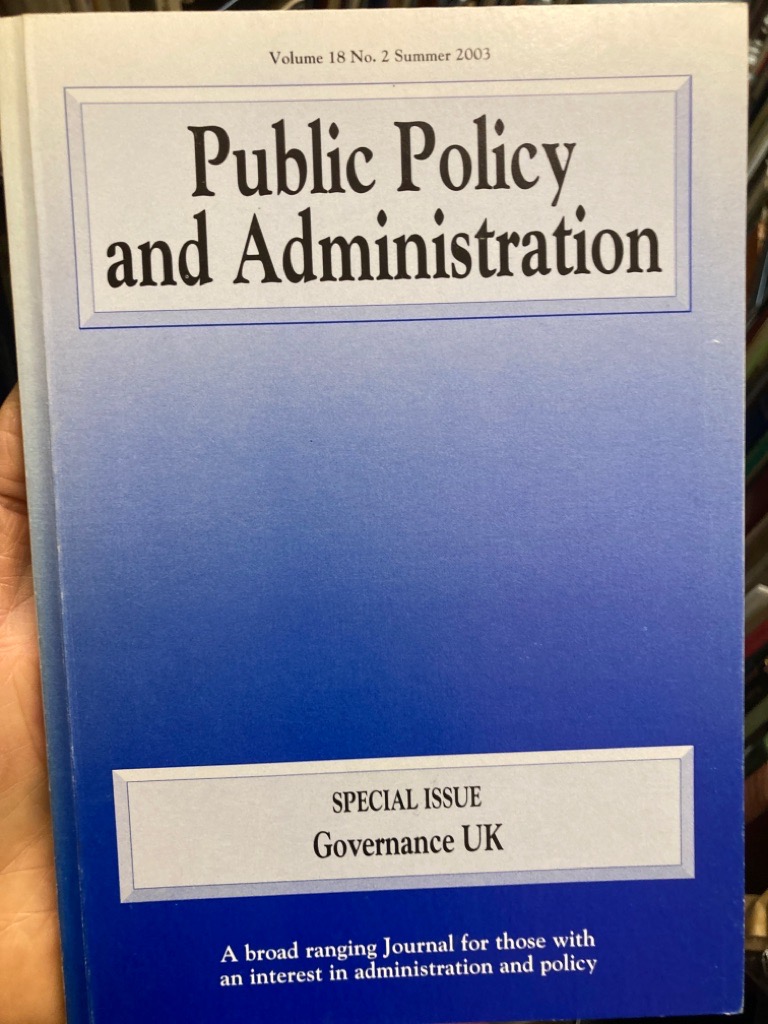 Volume 18 No. 2 Summer 2003
Public Policy
and Administration
SPECIAL ISSUE
Governance UK
A broad ranging Journal for those with
an interest in administration and policy